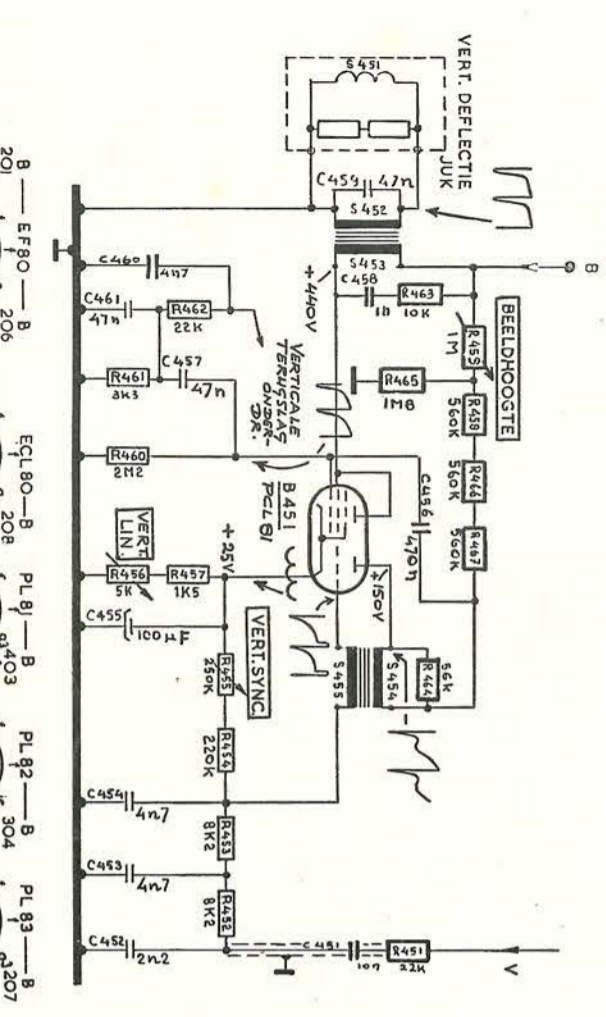 VERT. DEFLECTIE
JUK
S451
C459
47n
S452
S453
B
+440V
C458
1n
R463
10K
R459
1M
BEELDHOOGTE
R465
1M8
R458
560K
R466
560K
R467
560K
C460
4n7
C461
47n
R462
22K
C457
47n
R461
3K3
VERTICALE
TERUGSLAG
ONDER-
DR.
R460
2M2
B451
PCL81
C456
470n
+150V
VERT.
LIN.
R456
5K
R457
1K5
+25V
C455
100µF
R455
250K
VERT.SYNC.
S455
S454
R464
56K
R454
220K
C454
4n7
R453
8K2
C453
4n7
R452
8K2
C452
2n2
C451
10n
R451
22K
V
B — EF80 — B
201
206
ECL80 — B
208
PL81 — B
403
PL82 — B
304
PL83 — B
207